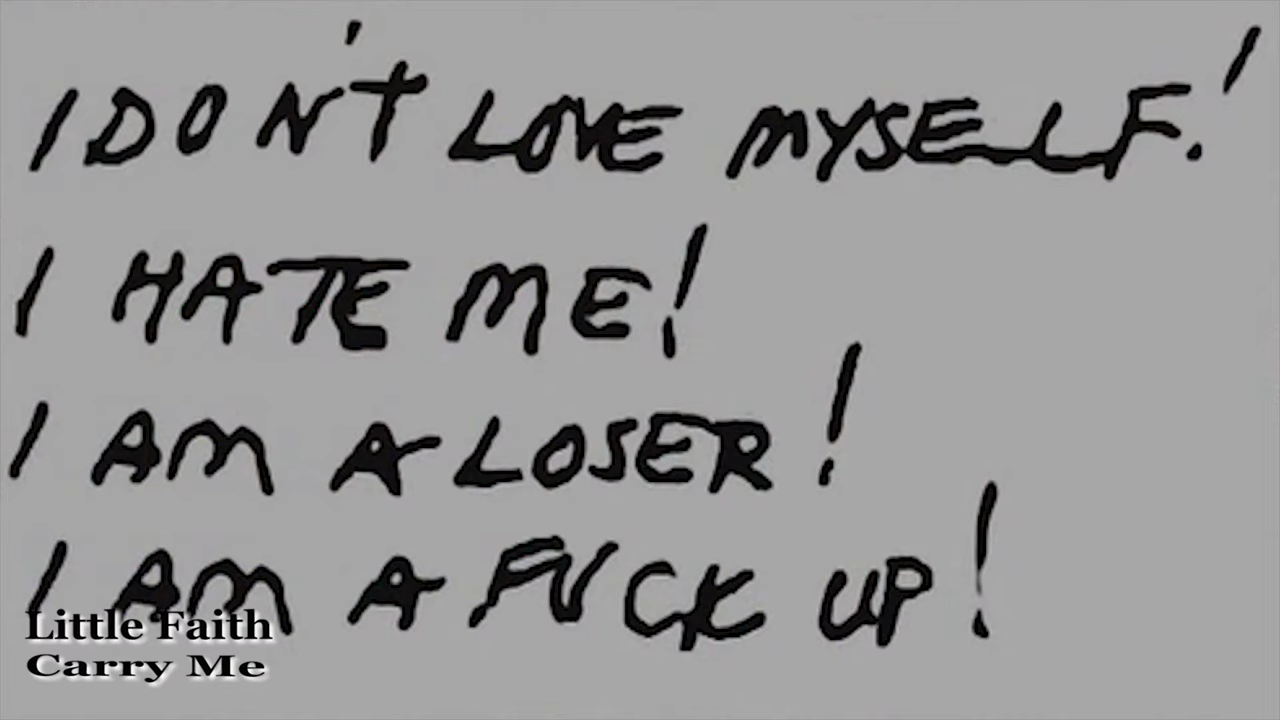 I DON'T LOVE MYSELF.!
I HATE ME!
I AM A LOSER!
I AM A FUCK UP!
Little Faith
Carry Me